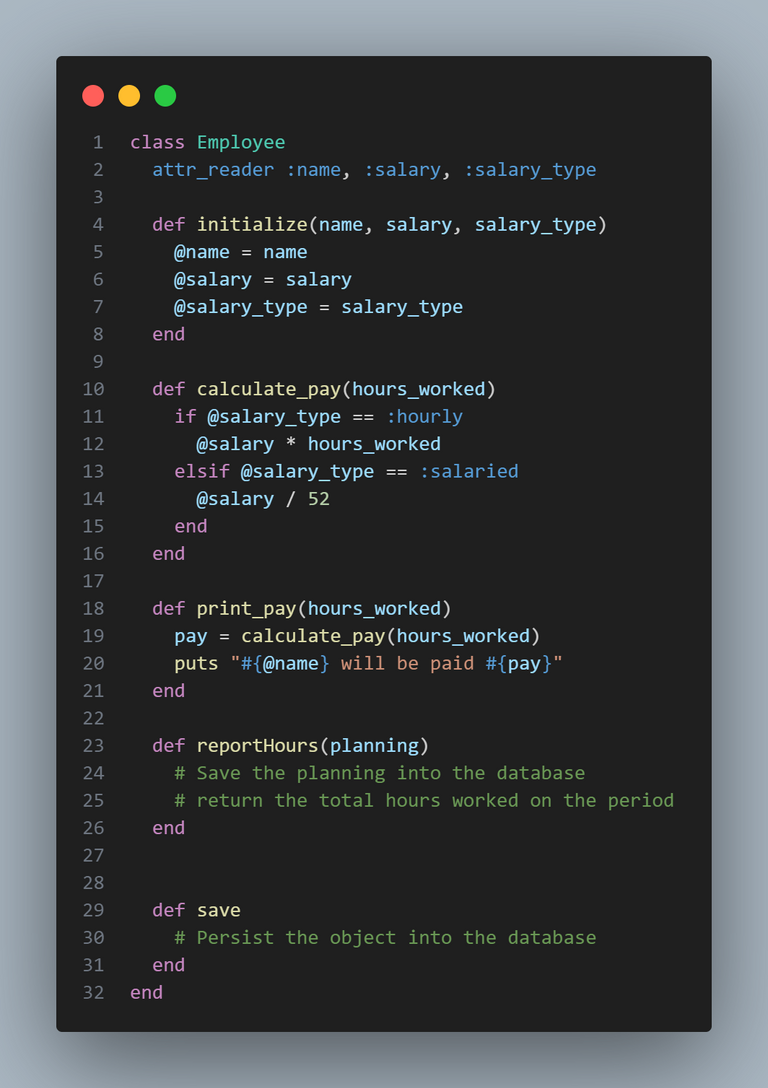 1 class Employee
2   attr_reader :name, :salary, :salary_type
3
4   def initialize(name, salary, salary_type)
5     @name = name
6     @salary = salary
7     @salary_type = salary_type
8   end
9
10   def calculate_pay(hours_worked)
11     if @salary_type == :hourly
12       @salary * hours_worked
13     elsif @salary_type == :salaried
14       @salary / 52
15     end
16   end
17
18   def print_pay(hours_worked)
19     pay = calculate_pay(hours_worked)
20     puts "#{@name} will be paid #{pay}"
21   end
22
23   def reportHours(planning)
24     # Save the planning into the database
25     # return the total hours worked on the period
26   end
27
28
29   def save
30     # Persist the object into the database
31   end
32 end